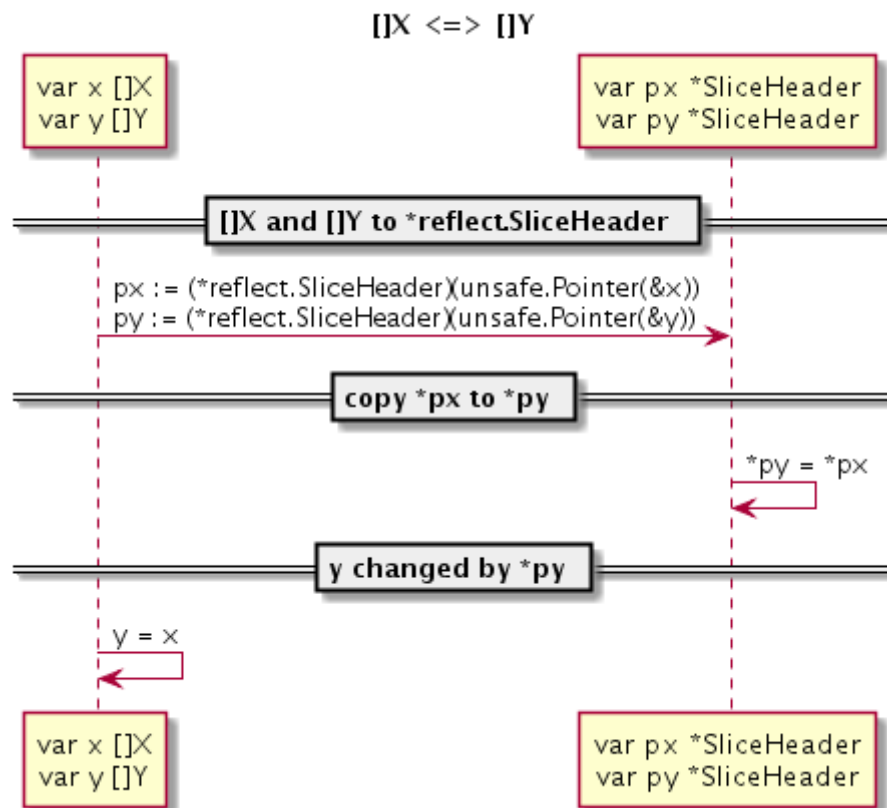 []X <=> []Y
var x []X
var y []Y
var px *SliceHeader
var py *SliceHeader
[]X and []Y to *reflect.SliceHeader
px := (*reflect.SliceHeader)(unsafe.Pointer(&x))
py := (*reflect.SliceHeader)(unsafe.Pointer(&y))
copy *px to *py
*py = *px
y changed by *py
y = x
var x []X
var y []Y
var px *SliceHeader
var py *SliceHeader